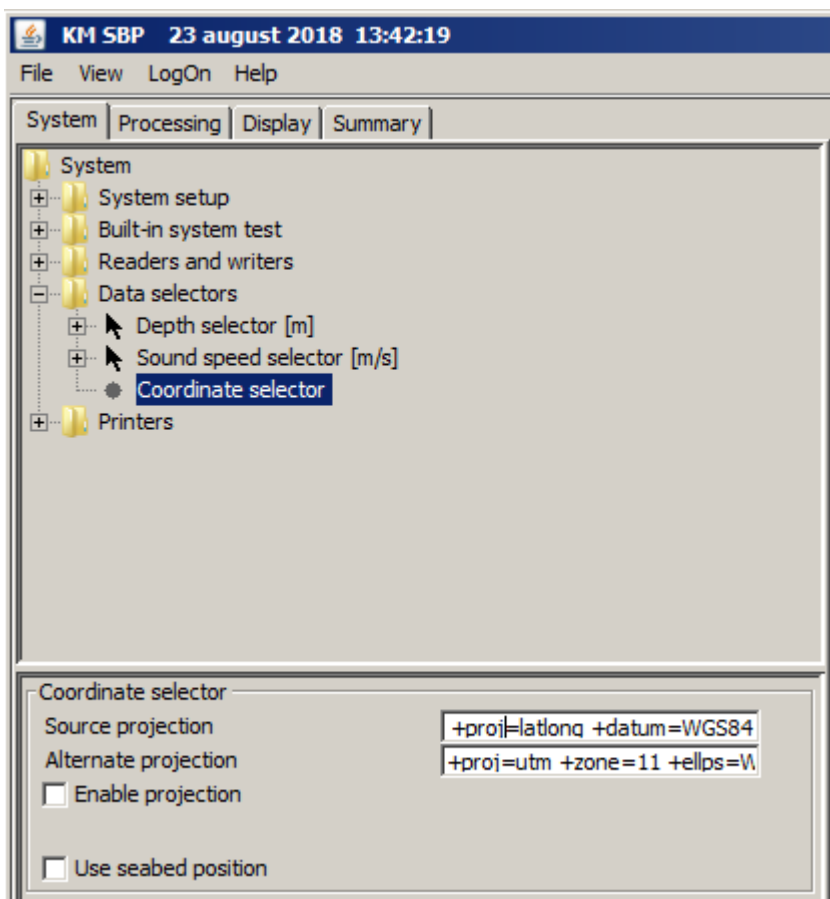 KM SBP 23 august 2018 13:42:19
File View LogOn Help
System Processing Display Summary
System
System setup
Built-in system test
Readers and writers
Data selectors
Depth selector [m]
Sound speed selector [m/s]
Coordinate selector
Printers
Coordinate selector
Source projection +proj=latlong +datum=WGS84
Alternate projection +proj=utm +zone=11 +ellps=W
Enable projection
Use seabed position